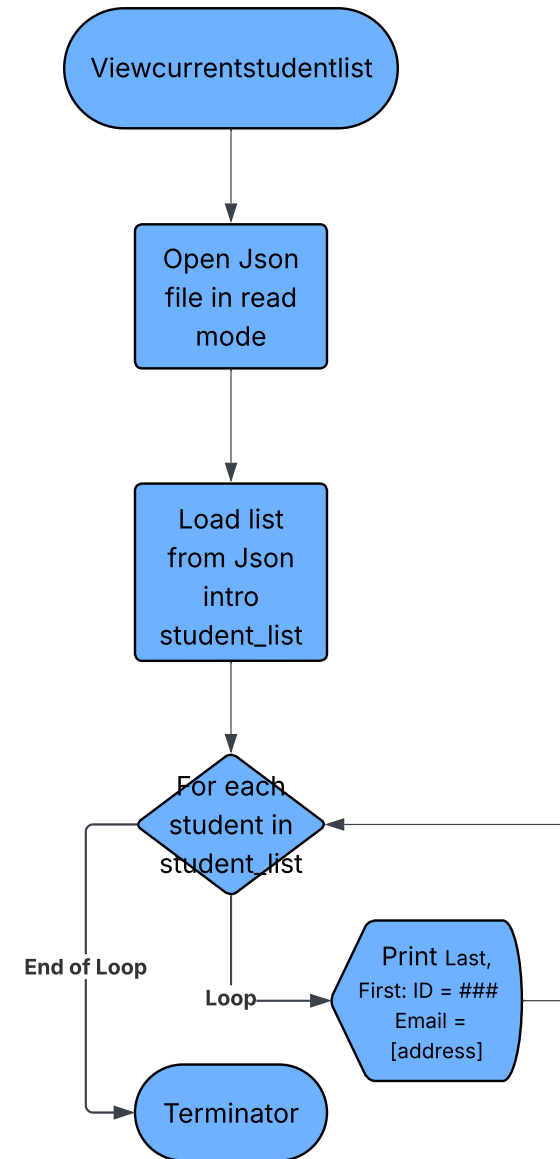 Viewcurrentstudentlist
Open Json
file in read
mode
Load list
from Json
intro
student_list
For each
student in
student_list
End of Loop
Loop
Print Last,
First: ID = ###
Email =
[address]
Terminator